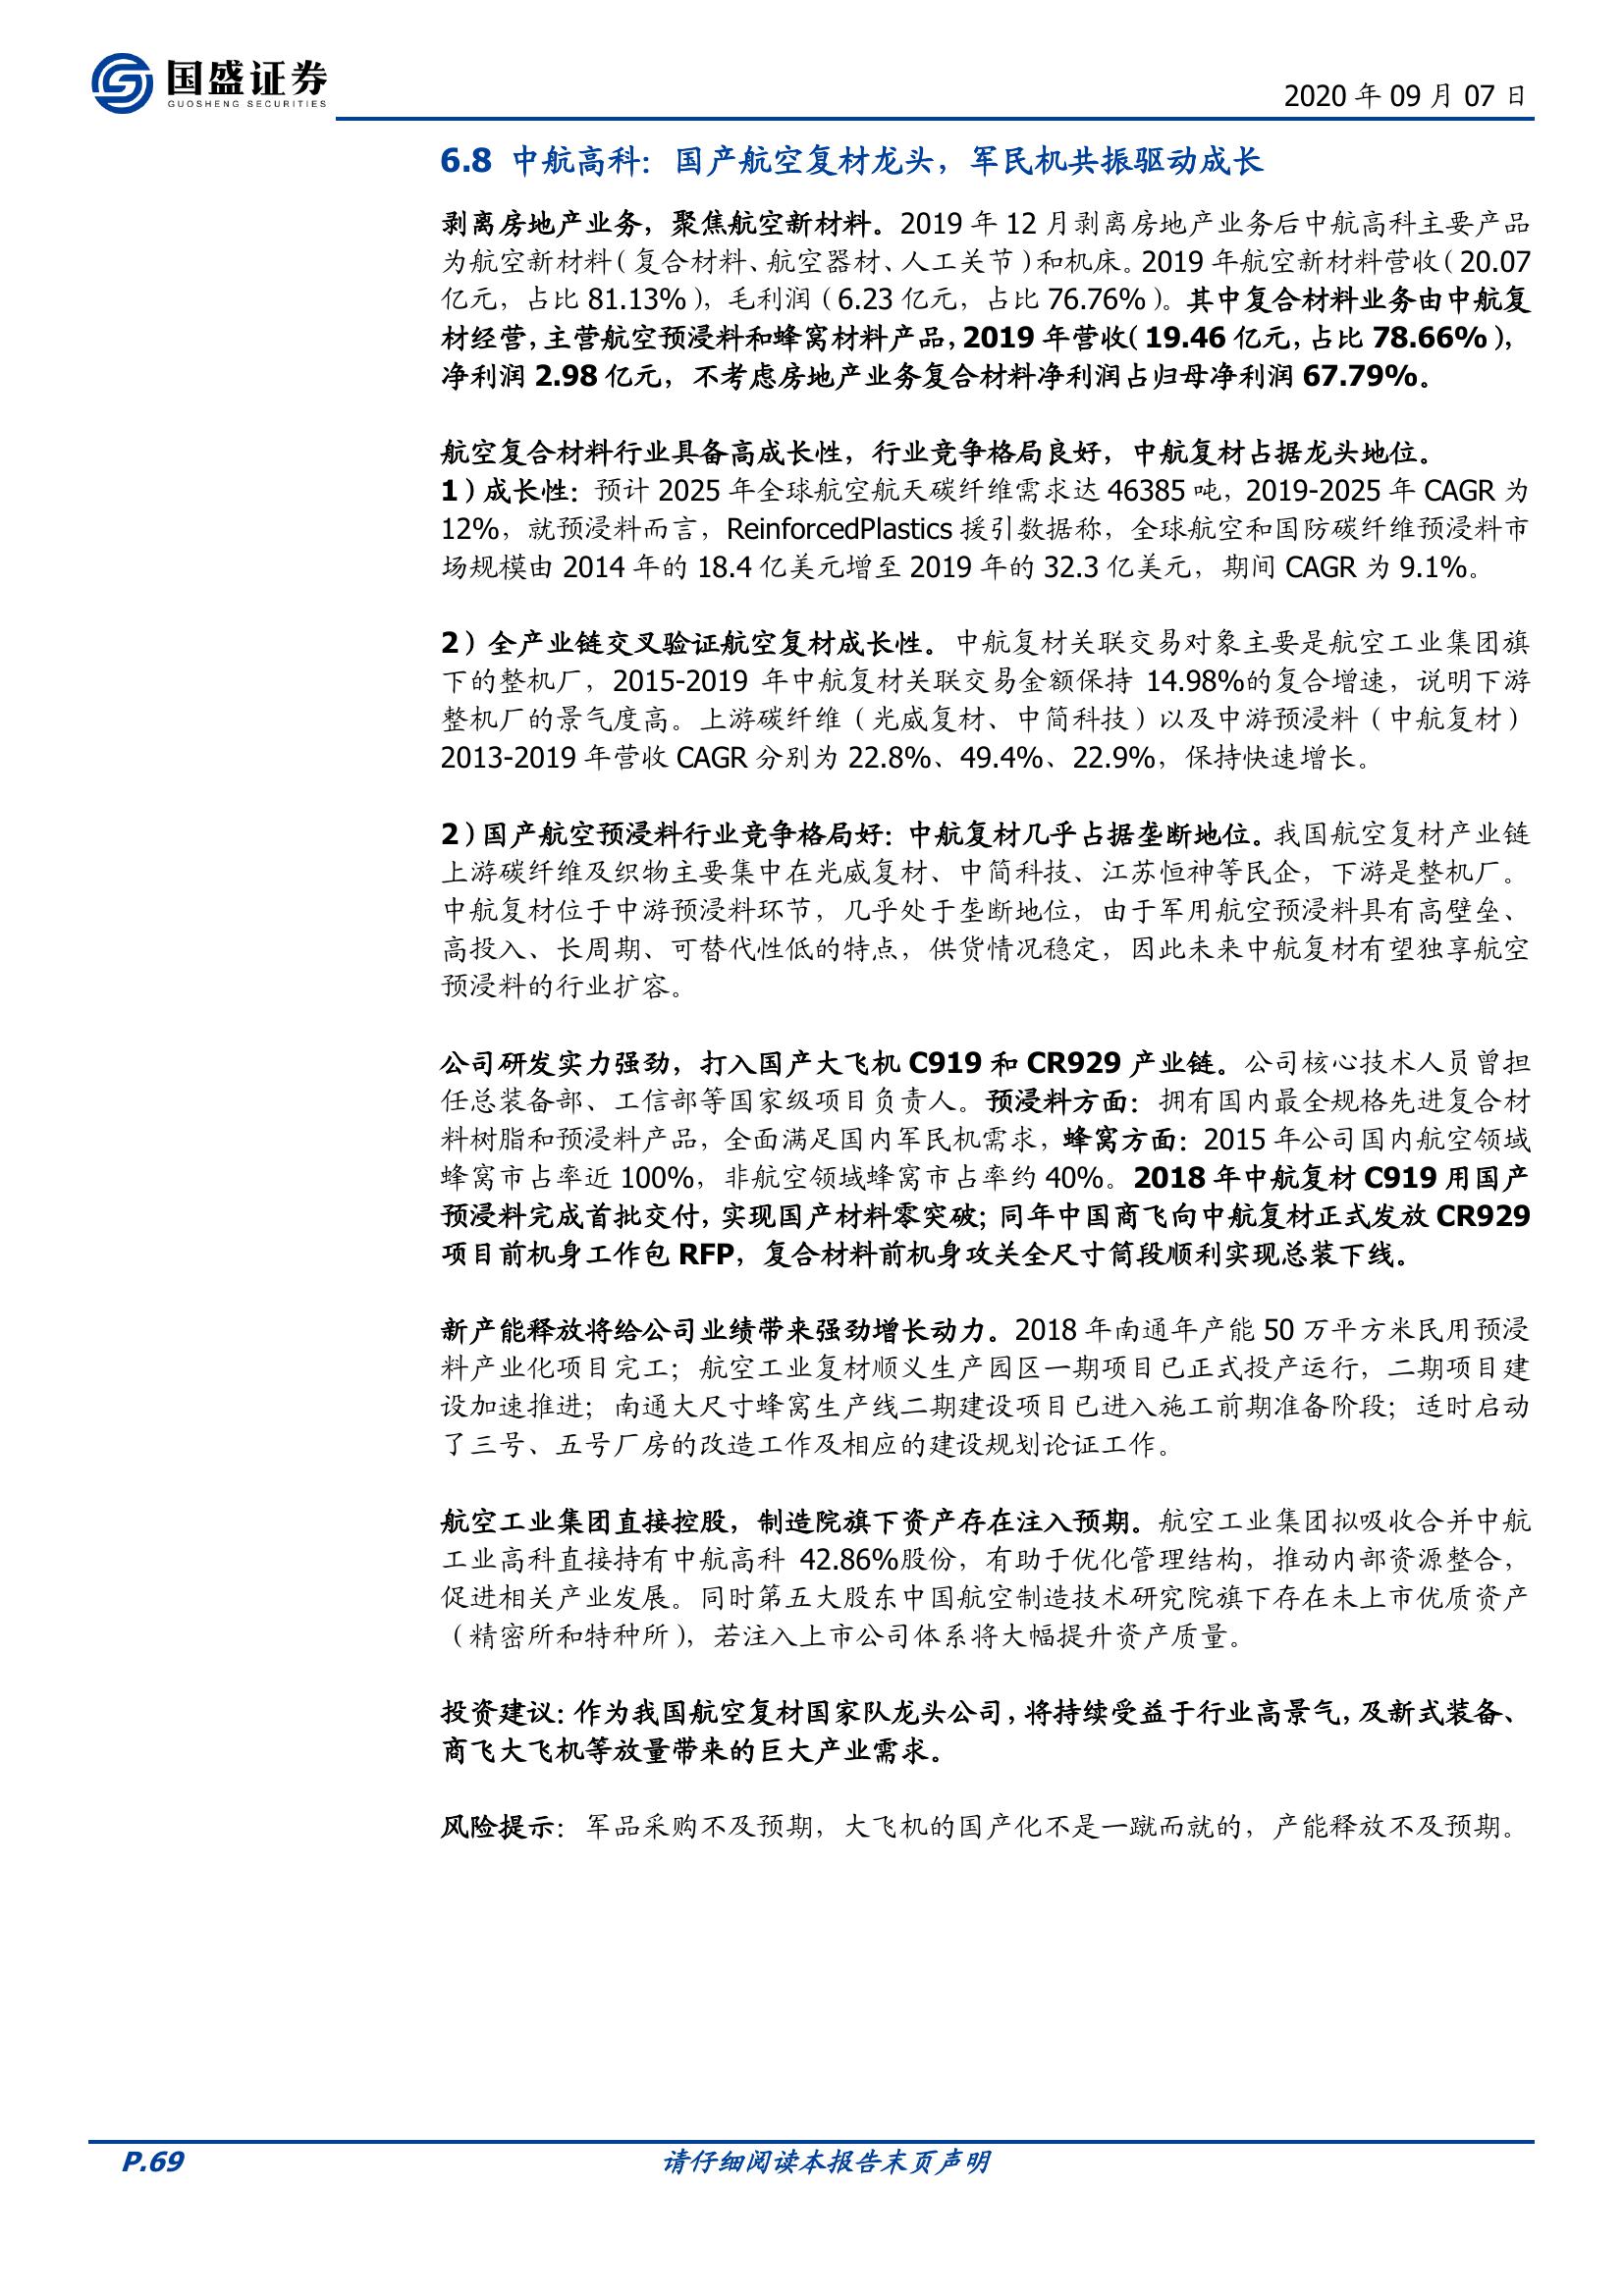 国盛证券
GUOSHENG SECURITIES
2020 年 09 月 07 日
6.8 中航高科：国产航空复材龙头，军民机共振驱动成长
剥离房地产业务，聚焦航空新材料。2019 年 12 月剥离房地产业务后中航高科主要产品
为航空新材料（复合材料、航空器材、人工关节）和机床。2019 年航空新材料营收（20.07
亿元，占比 81.13%），毛利润（6.23 亿元，占比 76.76%）。其中复合材料业务由中航复
材经营，主营航空预浸料和蜂窝材料产品，2019 年营收（19.46 亿元，占比 78.66%），
净利润 2.98 亿元，不考虑房地产业务复合材料净利润占归母净利润 67.79%。
航空复合材料行业具备高成长性，行业竞争格局良好，中航复材占据龙头地位。
1）成长性：预计 2025 年全球航空航天碳纤维需求达 46385 吨，2019-2025 年 CAGR 为
12%，就预浸料而言，ReinforcedPlastics 援引数据称，全球航空和国防碳纤维预浸料市
场规模由 2014 年的 18.4 亿美元增至 2019 年的 32.3 亿美元，期间 CAGR 为 9.1%。
2）全产业链交叉验证航空复材成长性。中航复材关联交易对象主要是航空工业集团旗
下的整机厂，2015-2019 年中航复材关联交易金额保持 14.98%的复合增速，说明下游
整机厂的景气度高。上游碳纤维（光威复材、中简科技）以及中游预浸料（中航复材）
2013-2019 年营收 CAGR 分别为 22.8%、49.4%、22.9%，保持快速增长。
2）国产航空预浸料行业竞争格局好：中航复材几乎占据垄断地位。我国航空复材产业链
上游碳纤维及织物主要集中在光威复材、中简科技、江苏恒神等民企，下游是整机厂。
中航复材位于中游预浸料环节，几乎处于垄断地位，由于军用航空预浸料具有高壁垒、
高投入、长周期、可替代性低的特点，供货情况稳定，因此未来中航复材有望独享航空
预浸料的行业扩容。
公司研发实力强劲，打入国产大飞机 C919 和 CR929 产业链。公司核心技术人员曾担
任总装备部、工信部等国家级项目负责人。预浸料方面：拥有国内最全规格先进复合材
料树脂和预浸料产品，全面满足国内军民机需求，蜂窝方面：2015 年公司国内航空领域
蜂窝市占率近 100%，非航空领域蜂窝市占率约 40%。2018 年中航复材 C919 用国产
预浸料完成首批交付，实现国产材料零突破；同年中国商飞向中航复材正式发放 CR929
项目前机身工作包 RFP，复合材料前机身攻关全尺寸筒段顺利实现总装下线。
新产能释放将给公司业绩带来强劲增长动力。2018 年南通年产能 50 万平方米民用预浸
料产业化项目完工；航空工业复材顺义生产园区一期项目已正式投产运行，二期项目建
设加速推进；南通大尺寸蜂窝生产线二期建设项目已进入施工前期准备阶段；适时启动
了三号、五号厂房的改造工作及相应的建设规划论证工作。
航空工业集团直接控股，制造院旗下资产存在注入预期。航空工业集团拟吸收合并中航
工业高科直接持有中航高科 42.86%股份，有助于优化管理结构，推动内部资源整合，
促进相关产业发展。同时第五大股东中国航空制造技术研究院旗下存在未上市优质资产
（精密所和特种所），若注入上市公司体系将大幅提升资产质量。
投资建议：作为我国航空复材国家队龙头公司，将持续受益于行业高景气，及新式装备、
商飞大飞机等放量带来的巨大产业需求。
风险提示：军品采购不及预期，大飞机的国产化不是一蹴而就的，产能释放不及预期。
P.69
请仔细阅读本报告末页声明